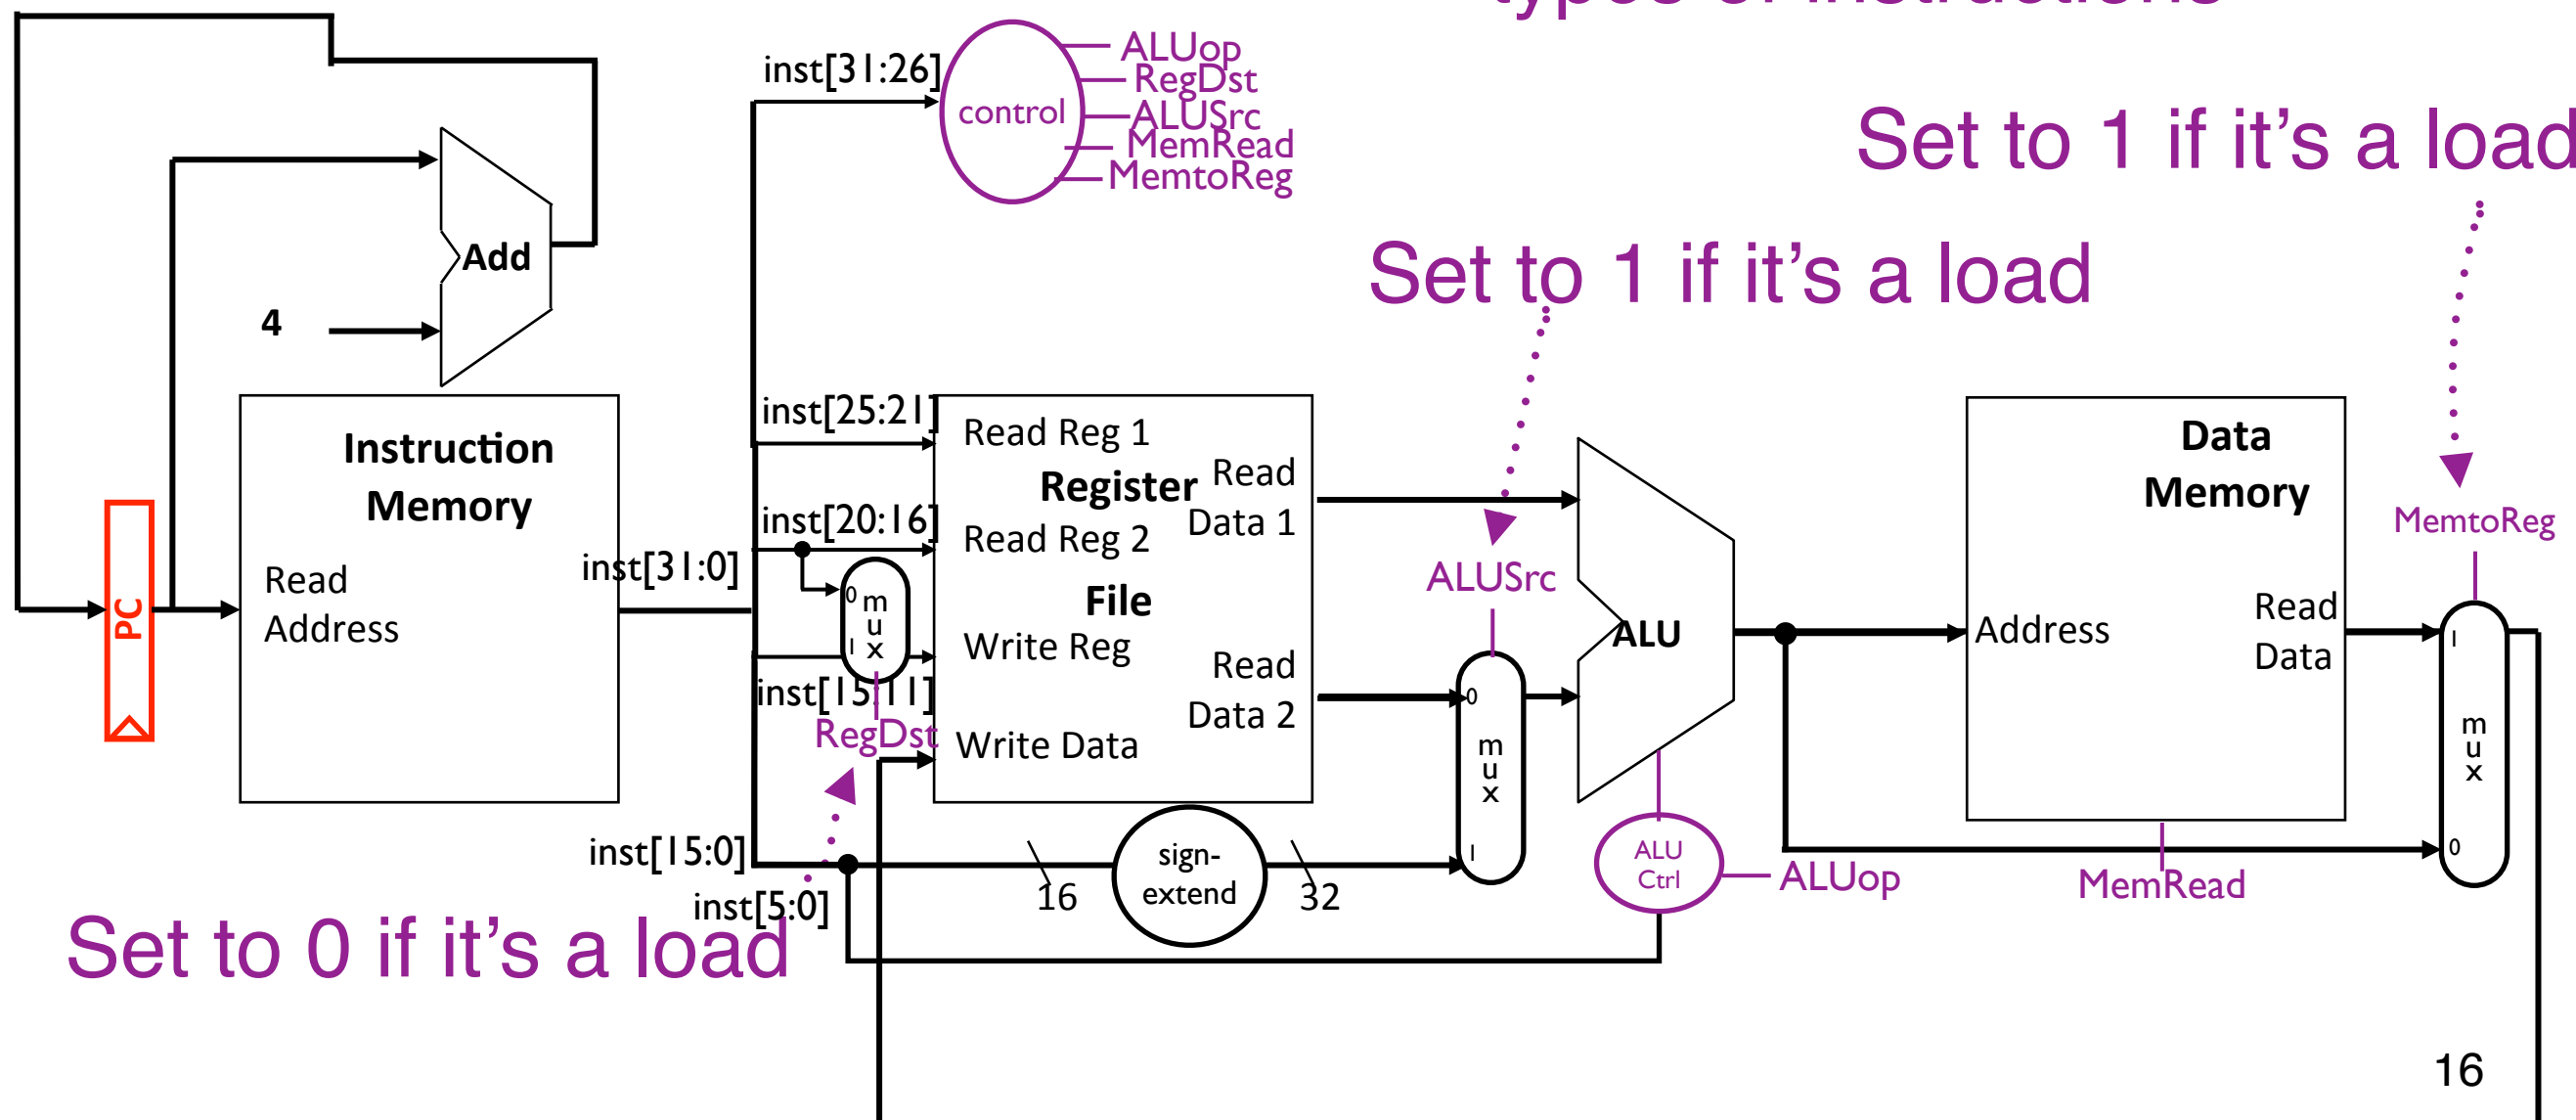 types of instructions
inst[31:26]
control
ALUop
RegDst
ALUSrc
MemRead
MemtoReg
Set to 1 if it's a load
Add
4
Set to 1 if it's a load
Instruction
Memory
Read
Address
PC
inst[31:0]
inst[25:21]
inst[20:16]
0
m
u
x
1
inst[15:11]
RegDst
Read Reg 1
Register
Read
Data 1
Read Reg 2
File
Write Reg
Read
Data 2
Write Data
ALUSrc
0
m
u
x
1
ALU
Data
Memory
Address
Read
Data
MemtoReg
1
m
u
x
0
inst[15:0]
inst[5:0]
16
sign-
extend
32
ALU
Ctrl
ALUop
MemRead
Set to 0 if it's a load
16